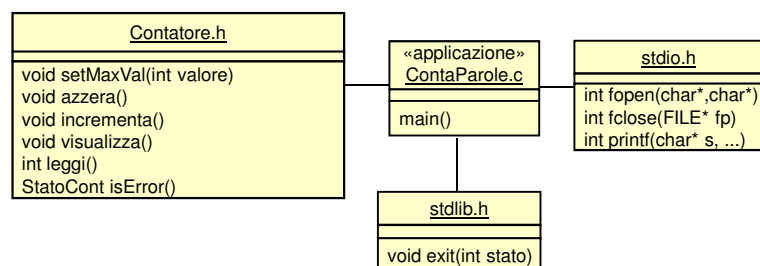 Contatore.h
void setMaxVal(int valore)
void azzera()
void incrementa()
void visualizza()
int leggi()
StatoCont isError()
«applicazione»
ContaParole.c
main()
stdio.h
int fopen(char*,char*)
int fclose(FILE* fp)
int printf(char* s, ...)
stdlib.h
void exit(int stato)